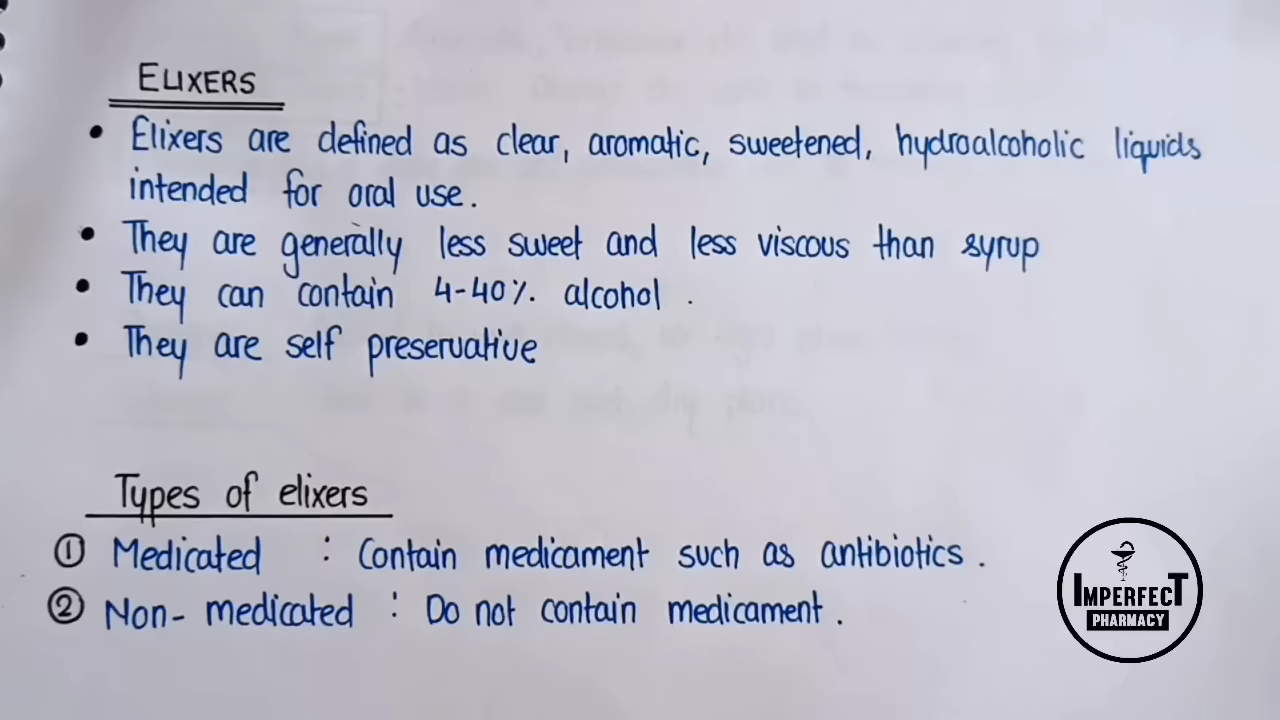 ELIXERS
• Elixers are defined as clear, aromatic, sweetened, hydroalcoholic liquids
intended for oral use.
• They are generally less sweet and less viscous than syrup
• They can contain 4-40% alcohol.
• They are self preservative
Types of elixers
① Medicated : Contain medicament such as antibiotics.
② Non-medicated : Do not contain medicament.
IMPERFECT
PHARMACY